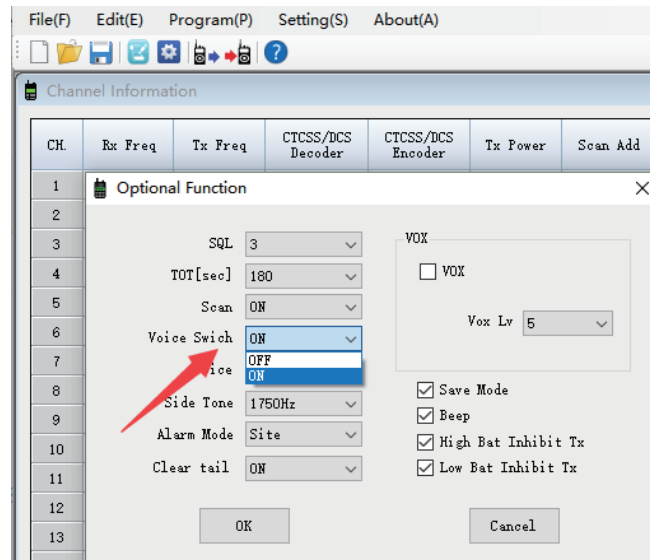 File(F) Edit(E) Program(P) Setting(S) About(A)
Channel Information
CH. Rx Freq Tx Freq CTCSS/DCS Decoder CTCSS/DCS Encoder Tx Power Scan Add
1
Optional Function
2
3
SQL 3
VOX
4
TOT[sec] 180
VOX
5
Scan ON
Vox Lv 5
6
Voice Swich ON
7
OFF
ice
ON
8
Side Tone 1750Hz
Save Mode
9
Beep
Alarm Mode Site
10
High Bat Inhibit Tx
11
Clear tail ON
Low Bat Inhibit Tx
12
OK Cancel
13